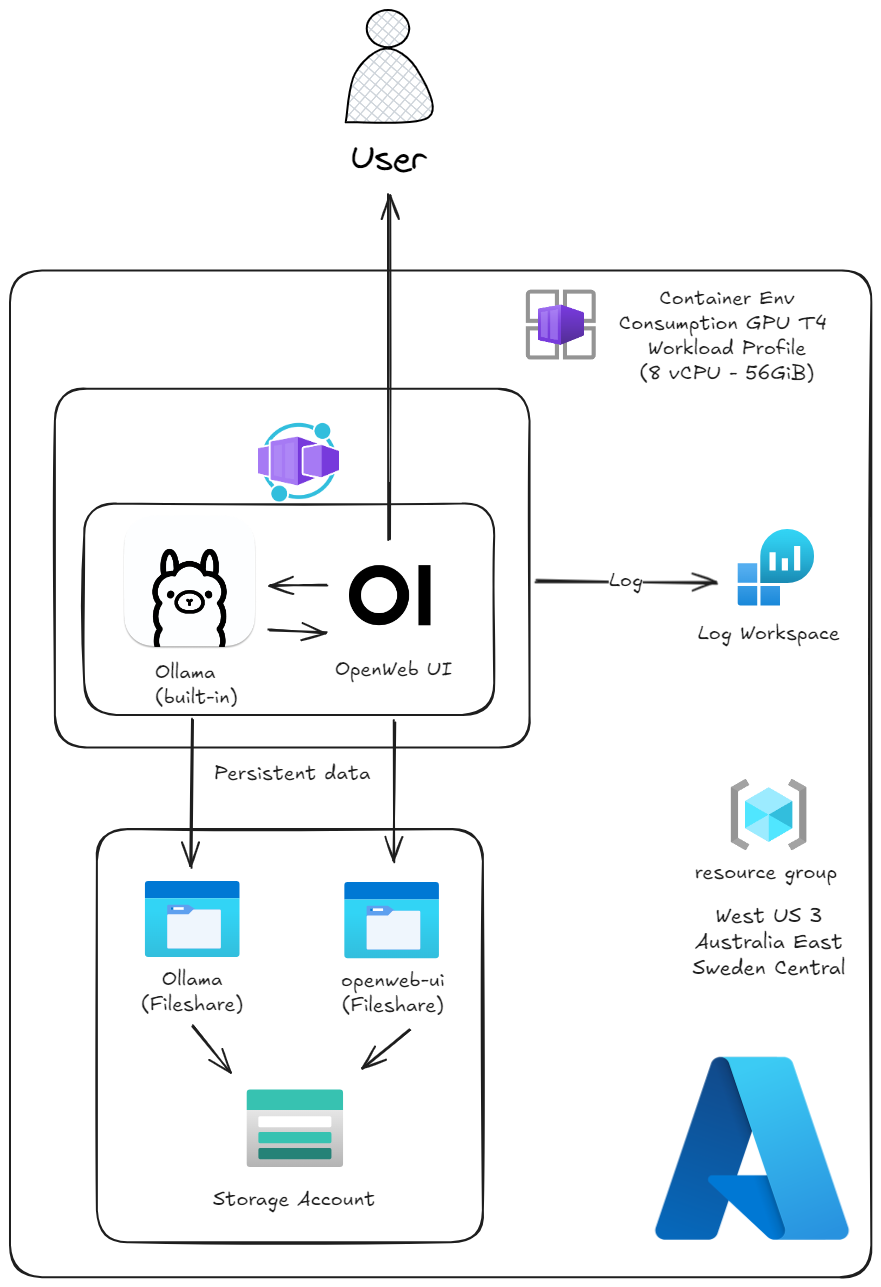 User
Container Env
Consumption GPU T4
Workload Profile
(8 vCPU - 56GiB)
OI
Ollama
(built-in)
OpenWeb UI
Log
Log Workspace
Persistent data
resource group
West US 3
Australia East
Sweden Central
Ollama
(Fileshare)
openweb-ui
(Fileshare)
Storage Account